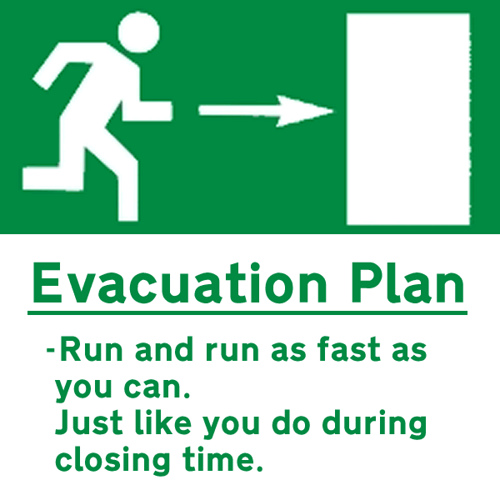 Evacuation Plan
-Run and run as fast as
you can.
Just like you do during
closing time.